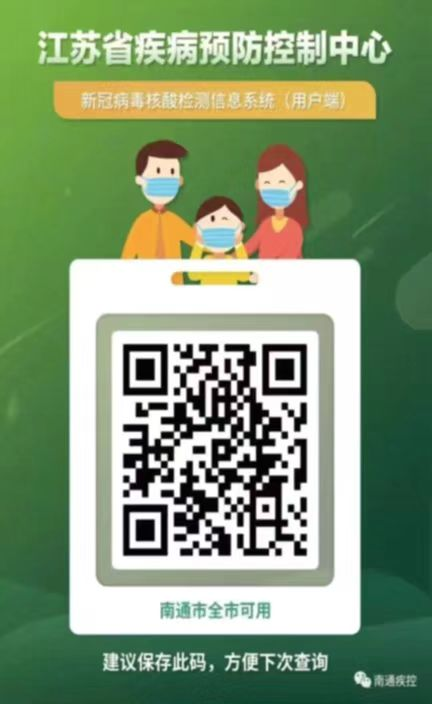 江苏省疾病预防控制中心
新冠病毒核酸检测信息系统（用户端）
南通市全市可用
建议保存此码，方便下次查询
南通疾控